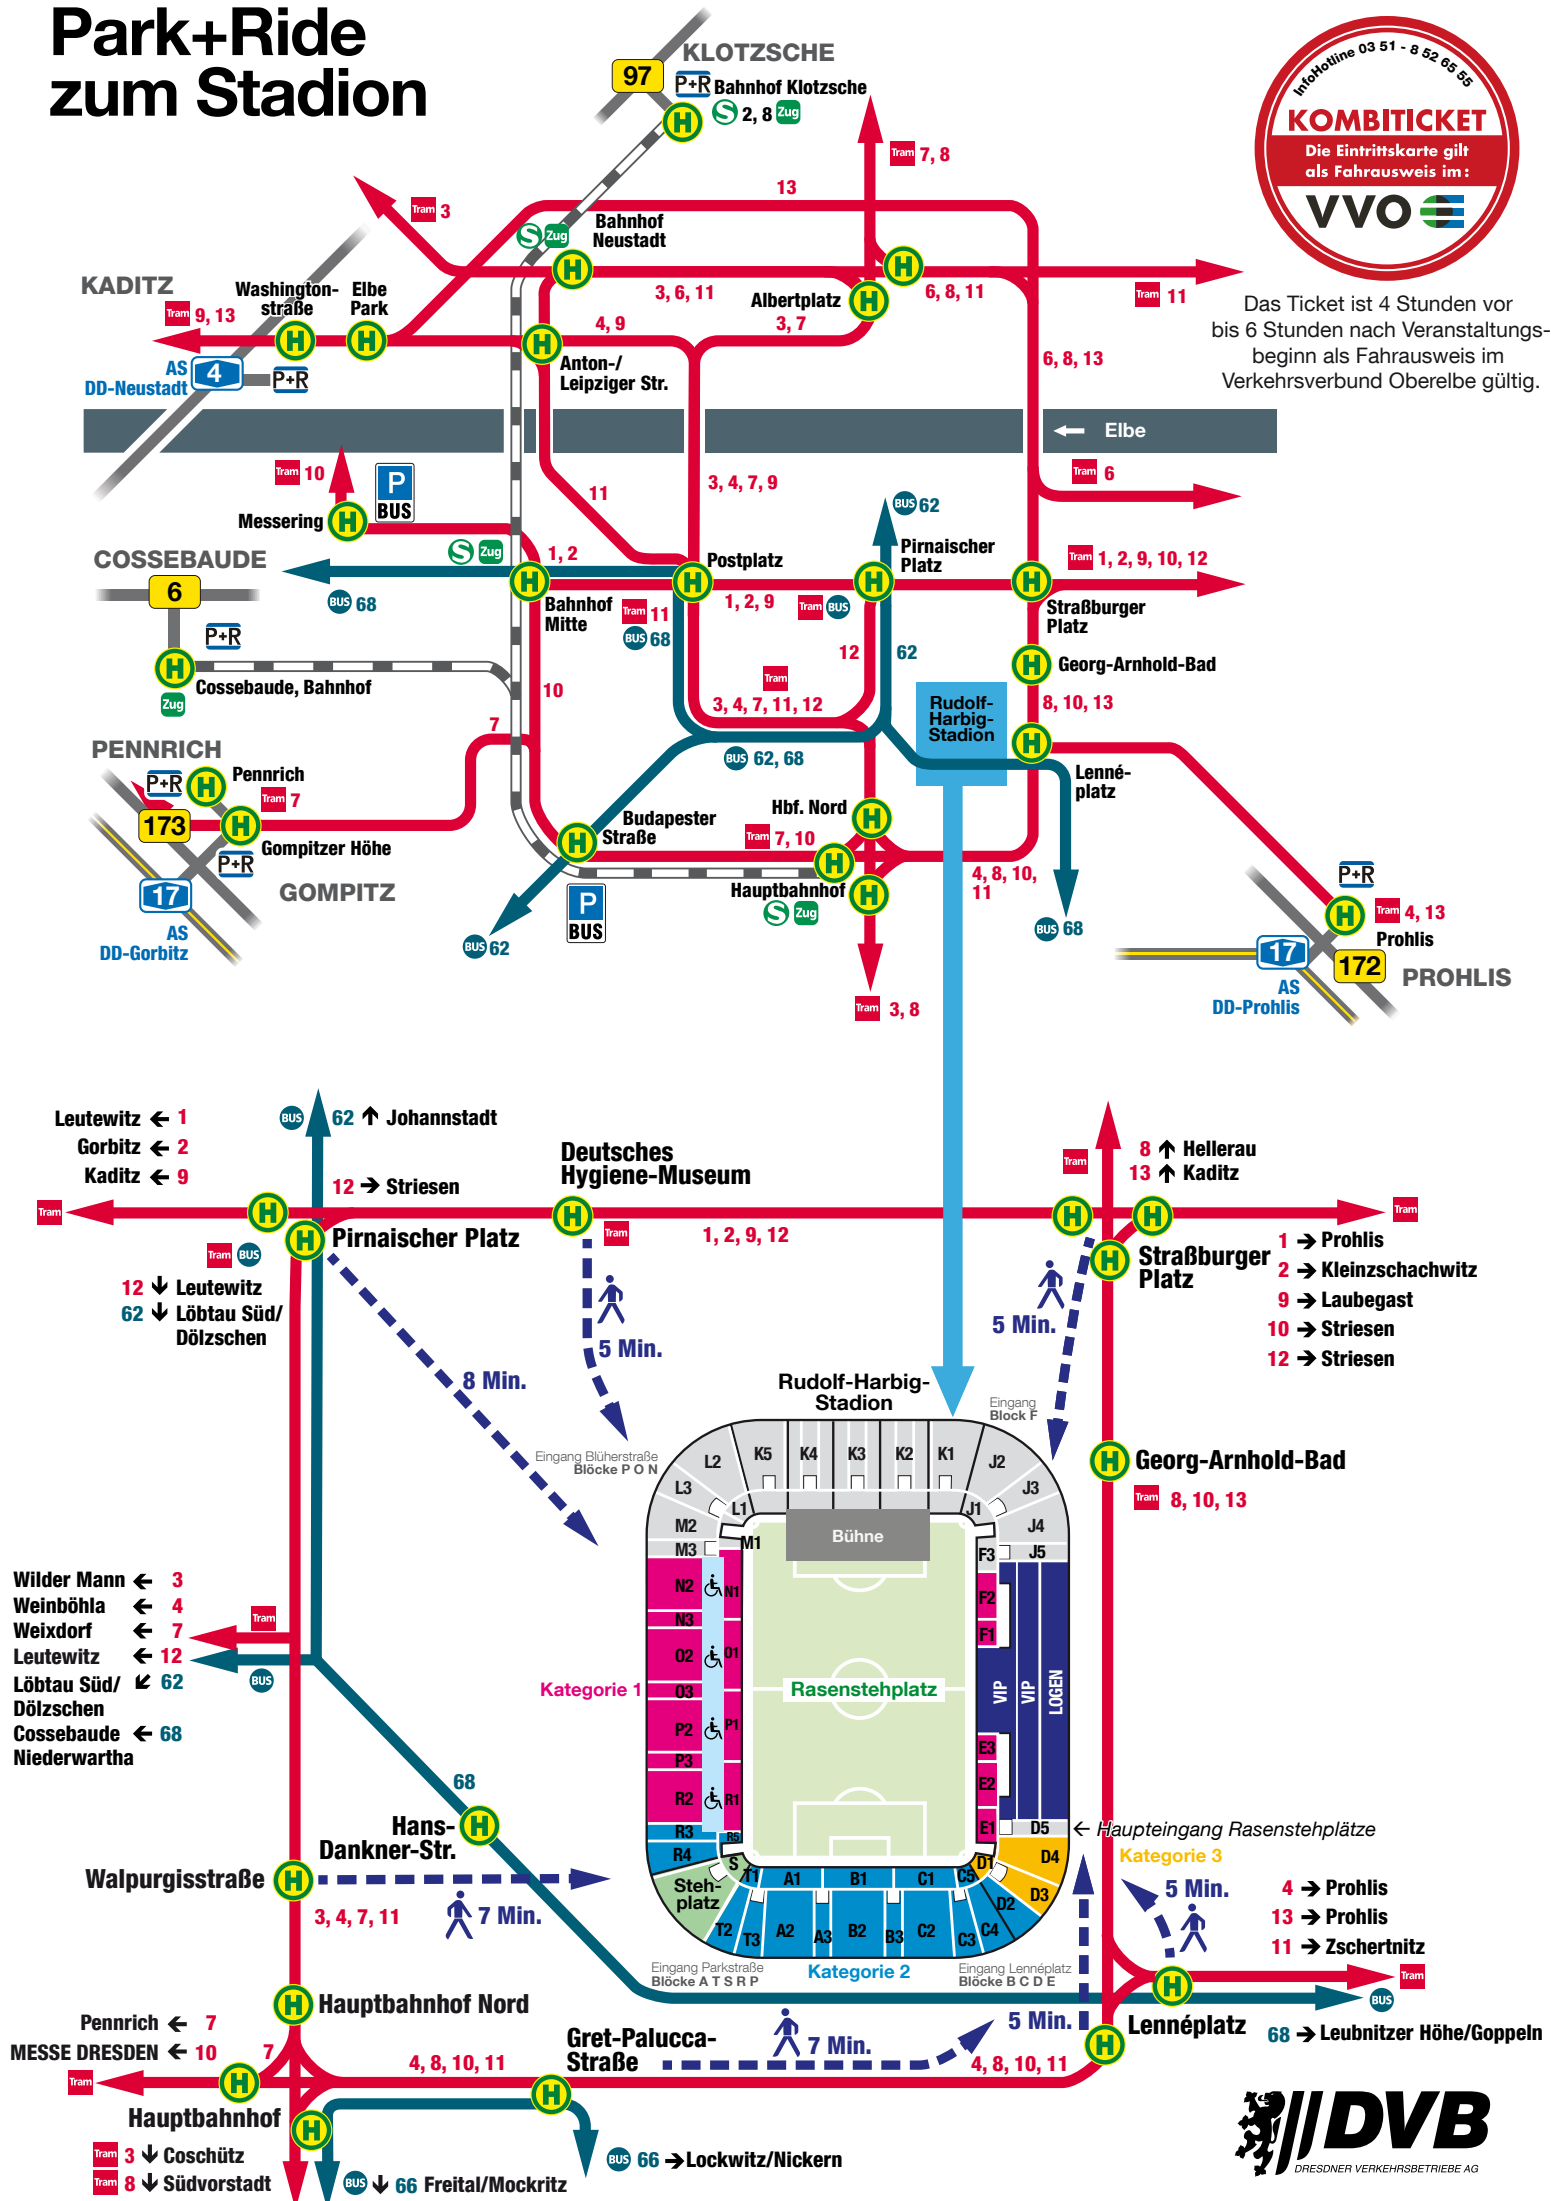 Park+Ride
zum Stadion
KLOTZSCHE
97
P+R Bahnhof Klotzsche
S 2, 8 Zug
InfoHotline 03 51 - 8 52 65 55
KOMBITICKET
Die Eintrittskarte gilt
als Fahrausweis im:
VVO
Das Ticket ist 4 Stunden vor
bis 6 Stunden nach Veranstaltungs-
beginn als Fahrausweis im
Verkehrsverbund Oberelbe gültig.
Tram 7, 8
13
Tram 3
S Zug
Bahnhof
Neustadt
KADITZ
Washington-
straße
Elbe
Park
Tram 9, 13
3, 6, 11
Albertplatz
6, 8, 11
Tram 11
4, 9
3, 7
AS
DD-Neustadt
4
P+R
Anton-/
Leipziger Str.
6, 8, 13
Elbe
Tram 10
P
BUS
Messering
11
3, 4, 7, 9
Tram 6
BUS 62
COSSEBAUDE
6
S Zug
1, 2
Postplatz
Pirnaischer
Platz
Tram 1, 2, 9, 10, 12
BUS 68
Bahnhof
Mitte
Tram 11
BUS 68
1, 2, 9
Tram BUS
Straßburger
Platz
P+R
Cossebaude, Bahnhof
Zug
12
62
Georg-Arnhold-Bad
10
Tram
3, 4, 7, 11, 12
Rudolf-
Harbig-
Stadion
8, 10, 13
7
PENNRICH
P+R
Pennrich
Tram 7
BUS 62, 68
Lenné-
platz
173
Gompitzer Höhe
P+R
Budapester
Straße
Hbf. Nord
Tram 7, 10
GOMPITZ
17
AS
DD-Gorbitz
P
BUS
BUS 62
Hauptbahnhof
S Zug
4, 8, 10,
11
BUS 68
P+R
Tram 4, 13
Prohlis
17
172
PROHLIS
AS
DD-Prohlis
Tram 3, 8
Leutewitz ← 1
Gorbitz ← 2
Kaditz ← 9
BUS 62 ↑ Johannstadt
12 → Striesen
Deutsches
Hygiene-Museum
Tram
8 ↑ Hellerau
13 ↑ Kaditz
Tram
Pirnaischer Platz
Tram BUS
Tram
1, 2, 9, 12
Tram
12 ↓ Leutewitz
62 ↓ Löbtau Süd/
Dölzschen
Straßburger
Platz
1 → Prohlis
2 → Kleinzschachwitz
9 → Laubegast
10 → Striesen
12 → Striesen
5 Min.
5 Min.
8 Min.
Rudolf-Harbig-
Stadion
Eingang
Block F
Eingang Blüherstraße
Blöcke P O N
Georg-Arnhold-Bad
Tram 8, 10, 13
L2
K5
K4
K3
K2
K1
J2
L3
L1
J1
J3
M2
M1
Bühne
J4
M3
F3
J5
N2
N1
F2
N3
F1
O2
O1
Kategorie 1
O3
Rasenstehplatz
VIP
VIP
LOGEN
P2
P1
E3
P3
E2
R2
R1
E1
D5
R3
R5
← Haupteingang Rasenstehplätze
R4
S
D1
D4
Kategorie 3
T1
A1
B1
C1
C5
Steh-
platz
D3
D2
T2
T3
A2
A3
B2
B3
C2
C3
C4
Eingang Parkstraße
Blöcke A T S R P
Kategorie 2
Eingang Lennéplatz
Blöcke B C D E
Wilder Mann ← 3
Weinböhla ← 4
Weixdorf ← 7
Leutewitz ← 12
Löbtau Süd/ ↙ 62
Dölzschen
Cossebaude ← 68
Niederwartha
Tram
BUS
68
Hans-
Dankner-Str.
Walpurgisstraße
3, 4, 7, 11
7 Min.
5 Min.
4 → Prohlis
13 → Prohlis
11 → Zschertnitz
Tram
BUS
Lennéplatz
68 → Leubnitzer Höhe/Goppeln
Hauptbahnhof Nord
Pennrich ← 7
MESSE DRESDEN ← 10
7
Tram
4, 8, 10, 11
Gret-Palucca-
Straße
7 Min.
5 Min.
4, 8, 10, 11
Hauptbahnhof
Tram 3 ↓ Coschütz
Tram 8 ↓ Südvorstadt
BUS ↓ 66 Freital/Mockritz
BUS 66 → Lockwitz/Nickern
DVB
DRESDNER VERKEHRSBETRIEBE AG